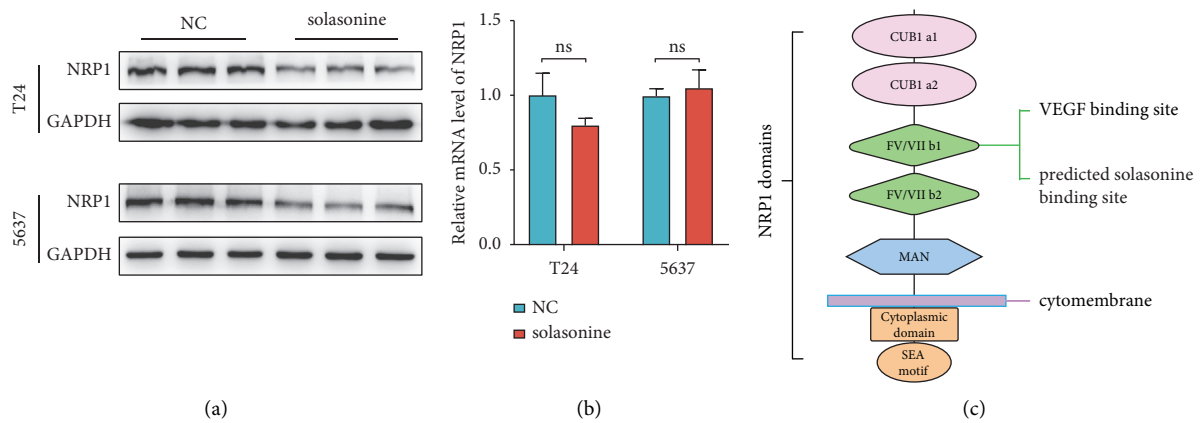 NC
solasonine
T24
NRP1
GAPDH
5637
NRP1
GAPDH
(a)
Relative mRNA level of NRP1
1.5
1.0
0.5
0.0
ns
ns
T24
5637
NC
solasonine
(b)
NRP1 domains
CUB1 a1
CUB1 a2
FV/VII b1
FV/VII b2
MAN
Cytoplasmic
domain
SEA
motif
VEGF binding site
predicted solasonine
binding site
cytomembrane
(c)